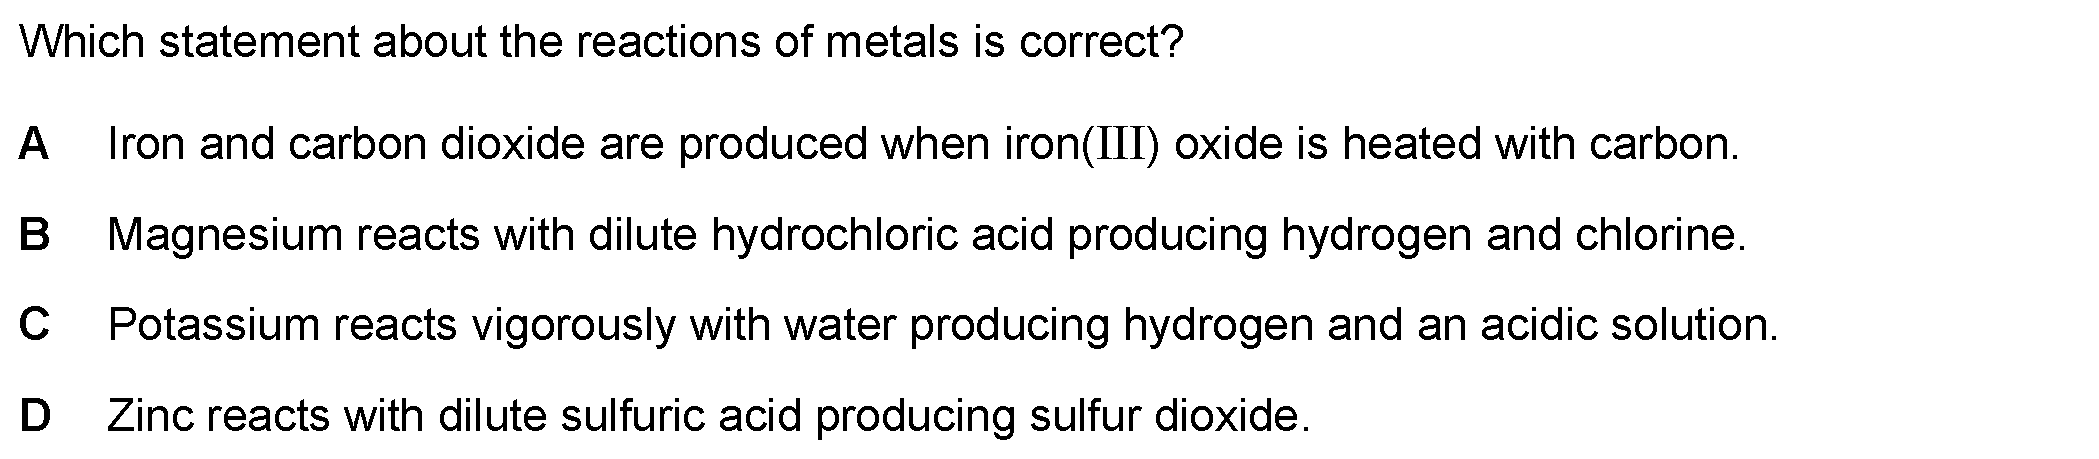 Which statement about the reactions of metals is correct?
A Iron and carbon dioxide are produced when iron(III) oxide is heated with carbon.
B Magnesium reacts with dilute hydrochloric acid producing hydrogen and chlorine.
C Potassium reacts vigorously with water producing hydrogen and an acidic solution.
D Zinc reacts with dilute sulfuric acid producing sulfur dioxide.